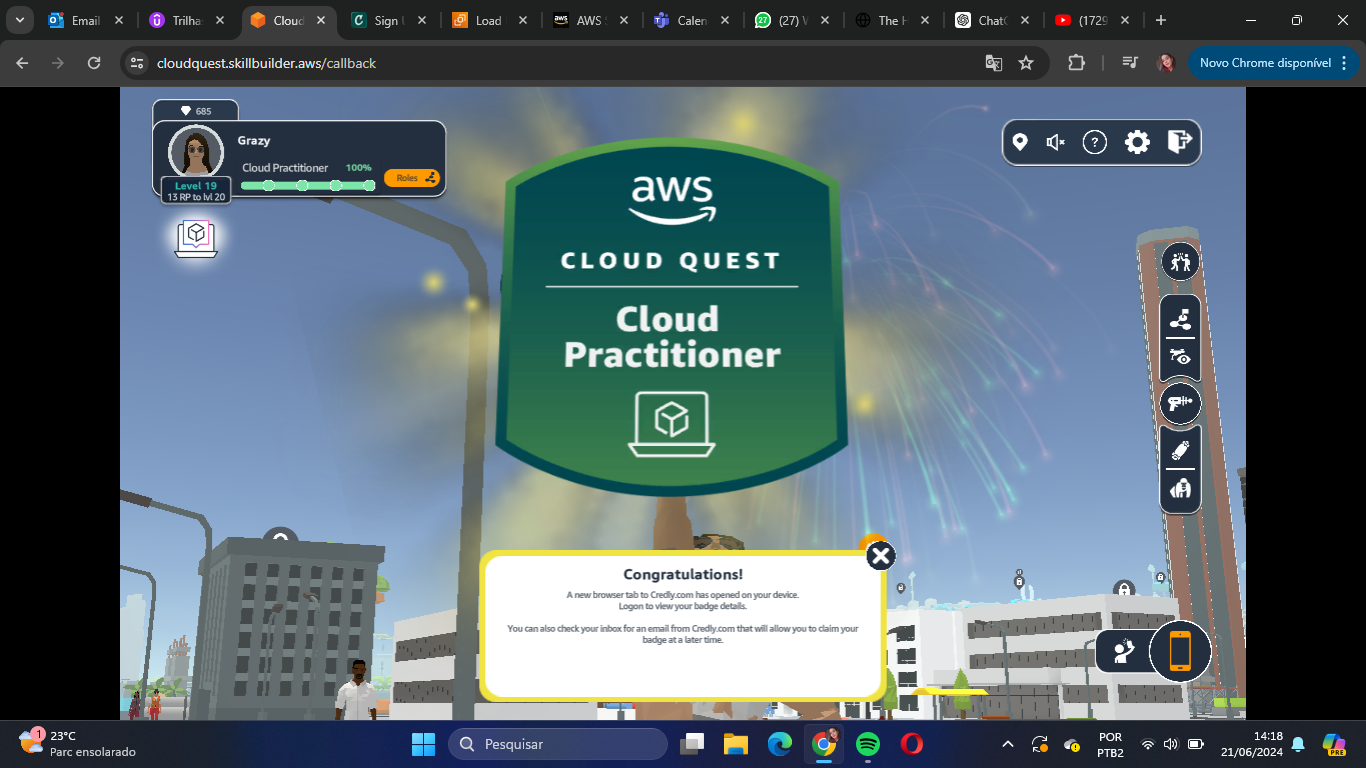 Email
Trilha
Cloud
Sign U
Load
AWS S
Calen
(27) W
The H
ChatG
(1729
cloudquest.skillbuilder.aws/callback
Novo Chrome disponível
685
Grazy
Cloud Practitioner 100%
Roles
Level 19
13 RP to lvl 20
aws
CLOUD QUEST
Cloud
Practitioner
Congratulations!
A new browser tab to Credly.com has opened on your device.
Logon to view your badge details.
You can also check your inbox for an email from Credly.com that will allow you to claim your
badge at a later time.
1
23°C
Parc ensolarado
Pesquisar
POR
PTB2
14:18
21/06/2024
PRE